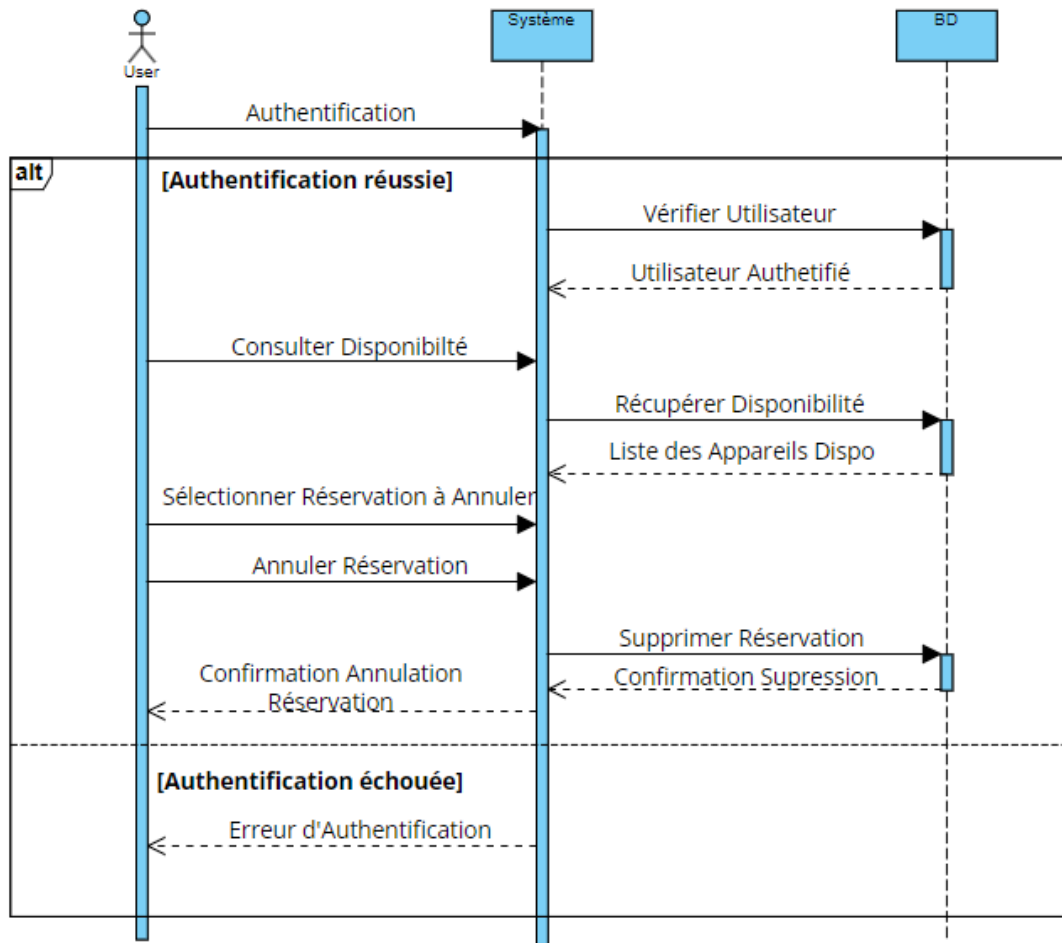 User
Système
BD
Authentification
alt
[Authentification réussie]
Vérifier Utilisateur
Utilisateur Authetifié
Consulter Disponibilté
Récupérer Disponibilité
Liste des Appareils Dispo
Sélectionner Réservation à Annuler
Annuler Réservation
Supprimer Réservation
Confirmation Supression
Confirmation Annulation
Réservation
[Authentification échouée]
Erreur d'Authentification